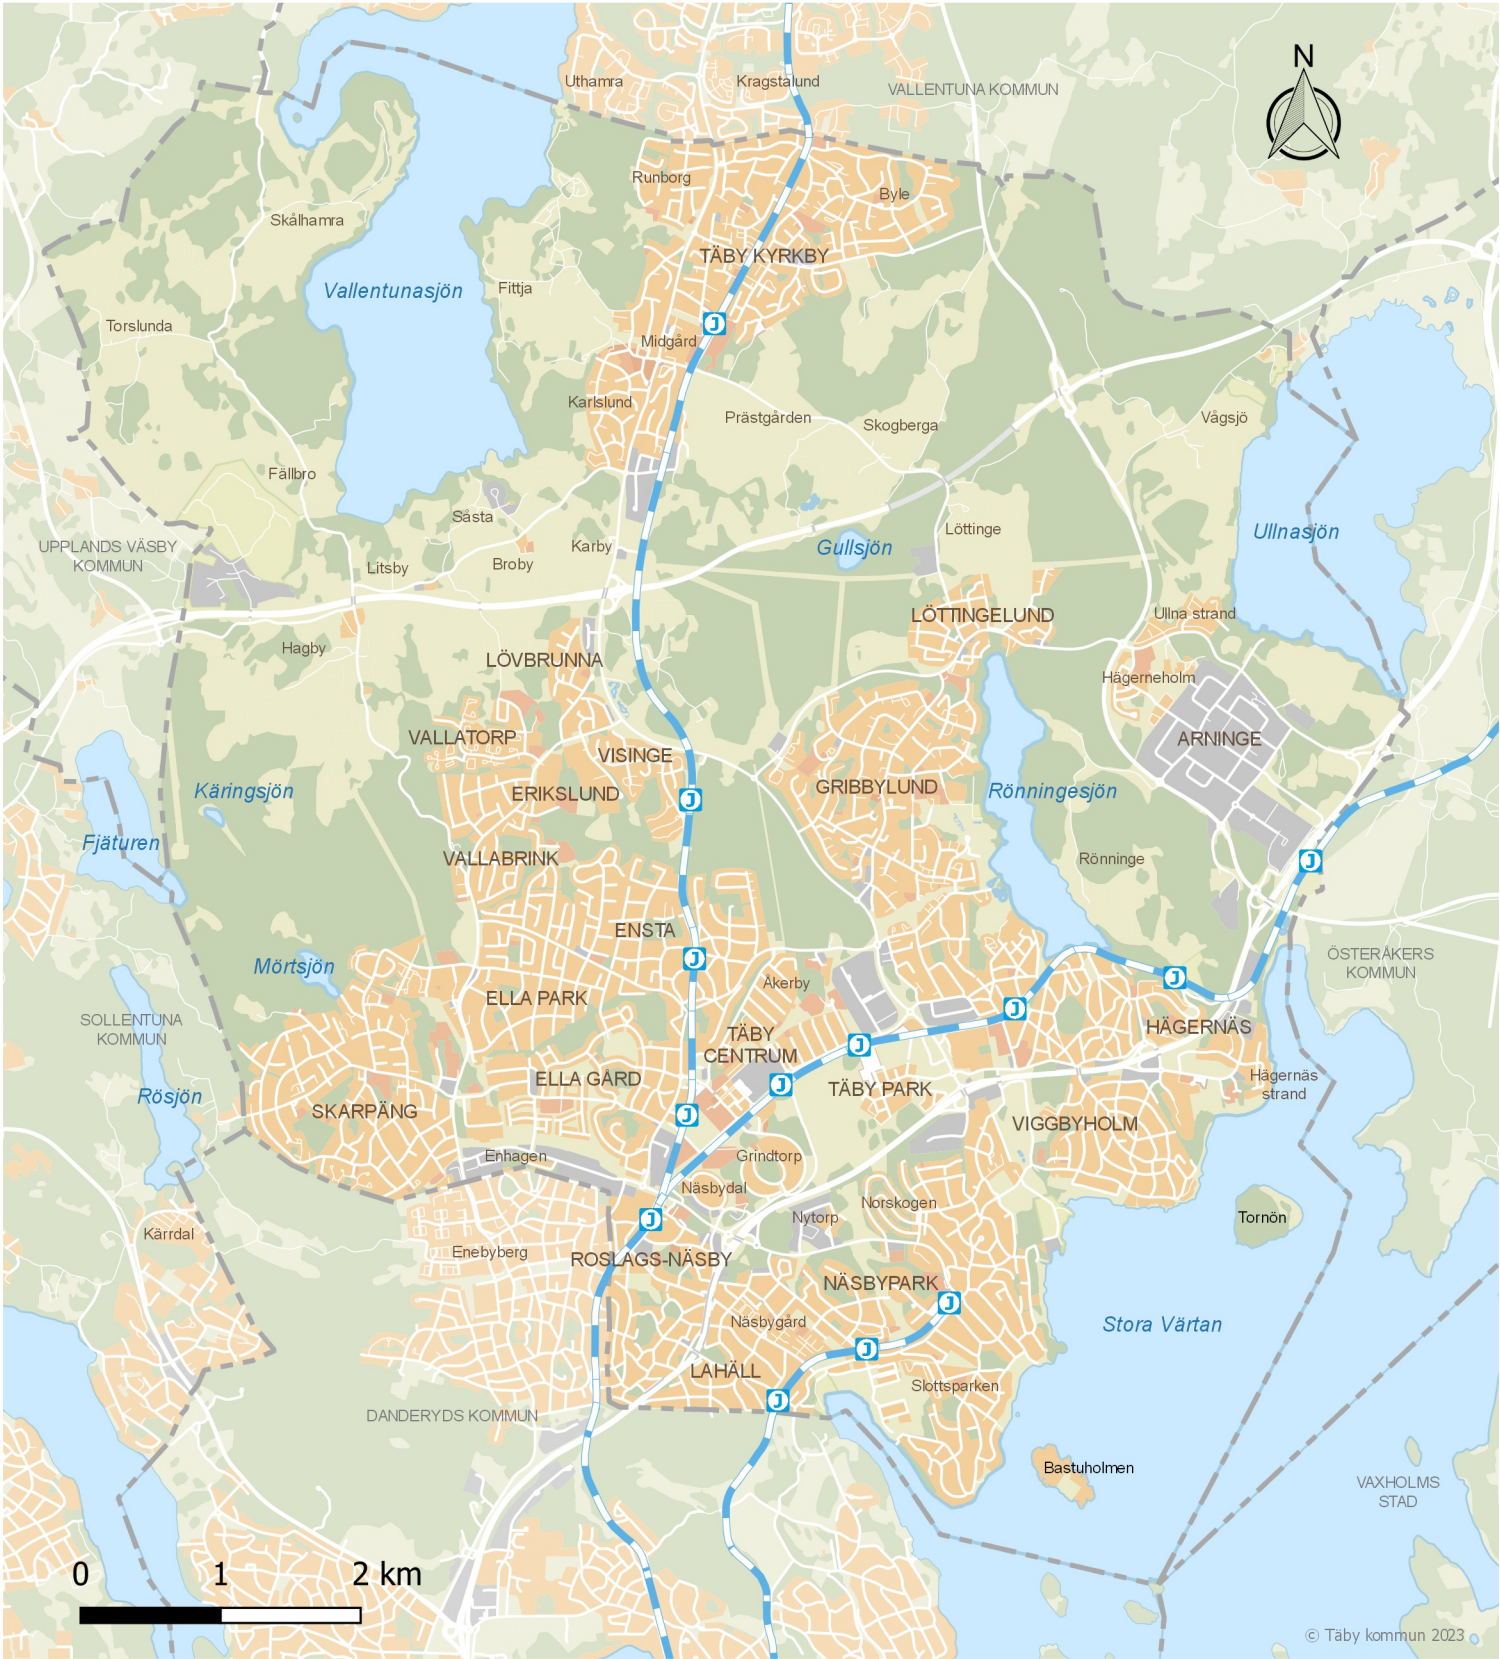 N
Uthamra
Kragstalund
VALLENTUNA KOMMUN
Runborg
Byle
Skålhamra
TÄBY KYRKBY
Vallentunasjön
Fittja
Torslunda
J
Midgård
Karlslund
Prästgården
Skogberga
Vågsjö
Fällbro
Såsta
Löttinge
Ullnasjön
UPPLANDS VÄSBY
KOMMUN
Karby
Gullsjön
Litsby
Broby
LÖTTINGELUND
Ullna strand
Hagby
LÖVBRUNNA
Hägerneholm
VALLATORP
VISINGE
ARNINGE
Käringsjön
ERIKSLUND
J
GRIBBYLUND
Rönningesjön
Fjäturen
VALLABRINK
Rönninge
J
ENSTA
J
Mörtsjön
Åkerby
J
ÖSTERÅKERS
KOMMUN
ELLA PARK
J
SOLLENTUNA
KOMMUN
TÄBY
CENTRUM
J
HÄGERNÄS
ELLA GÅRD
J
TÄBY PARK
Hägernäs
strand
Rösjön
SKARPÄNG
J
VIGGBYHOLM
Enhagen
Grindtorp
Näsbydal
Norskogen
Nytorp
Tornön
J
Kärrdal
Enebyberg
ROSLAGS-NÄSBY
NÄSBYPARK
J
Näsbygård
Stora Värtan
J
LAHÄLL
Slottsparken
J
DANDERYDS KOMMUN
Bastuholmen
VAXHOLMS
STAD
0 1 2 km
© Täby kommun 2023